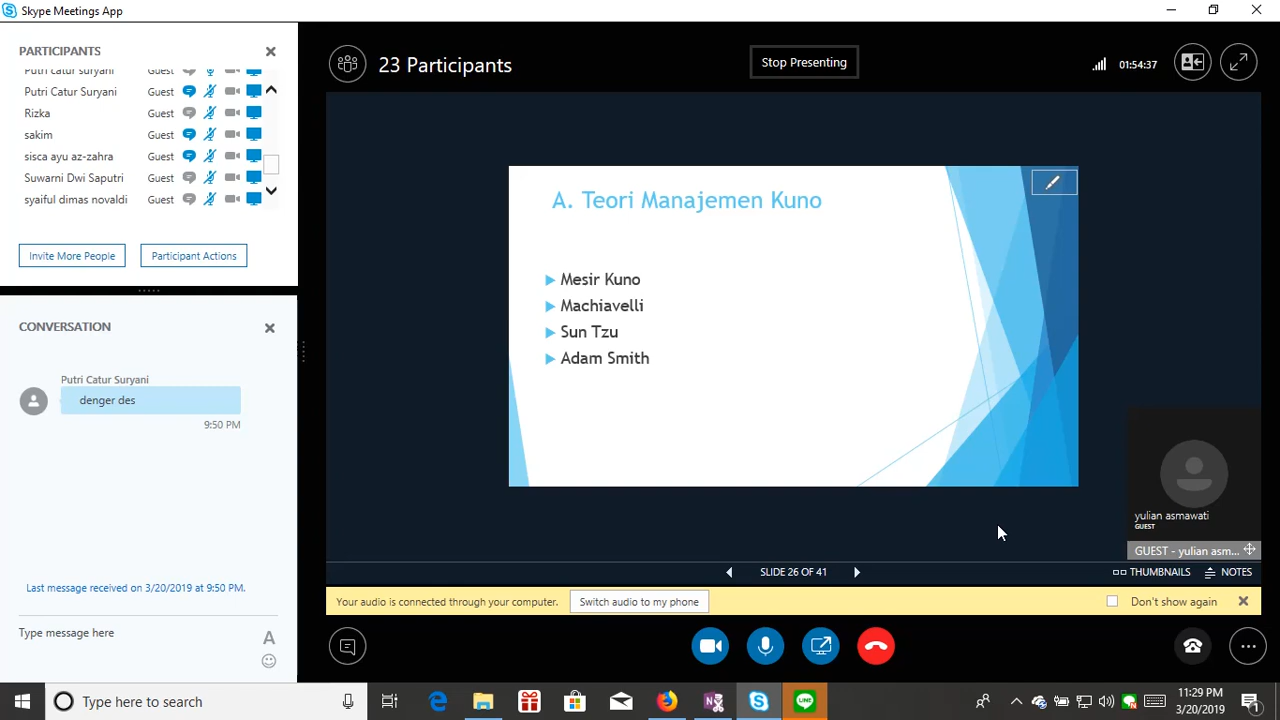 Skype Meetings App
PARTICIPANTS
Putri catur suryani Guest
Putri Catur Suryani Guest
Rizka Guest
sakim Guest
sisca ayu az-zahra Guest
Suwarni Dwi Saputri Guest
syaiful dimas novaldi Guest
Invite More People Participant Actions
CONVERSATION
Putri Catur Suryani
denger des
9:50 PM
Last message received on 3/20/2019 at 9:50 PM.
Type message here
A
23 Participants
Stop Presenting
01:54:37
A. Teori Manajemen Kuno
Mesir Kuno
Machiavelli
Sun Tzu
Adam Smith
yulian asmawati
GUEST
GUEST - yulian asm...
SLIDE 26 OF 41
THUMBNAILS NOTES
Your audio is connected through your computer. Switch audio to my phone Don't show again
Type here to search
11:29 PM
3/20/2019
1